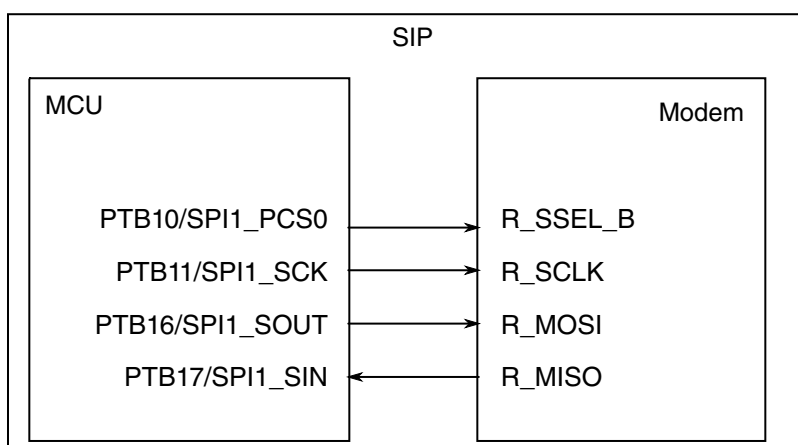 SIP
MCU
Modem
PTB10/SPI1_PCS0
R_SSEL_B
PTB11/SPI1_SCK
R_SCLK
PTB16/SPI1_SOUT
R_MOSI
PTB17/SPI1_SIN
R_MISO